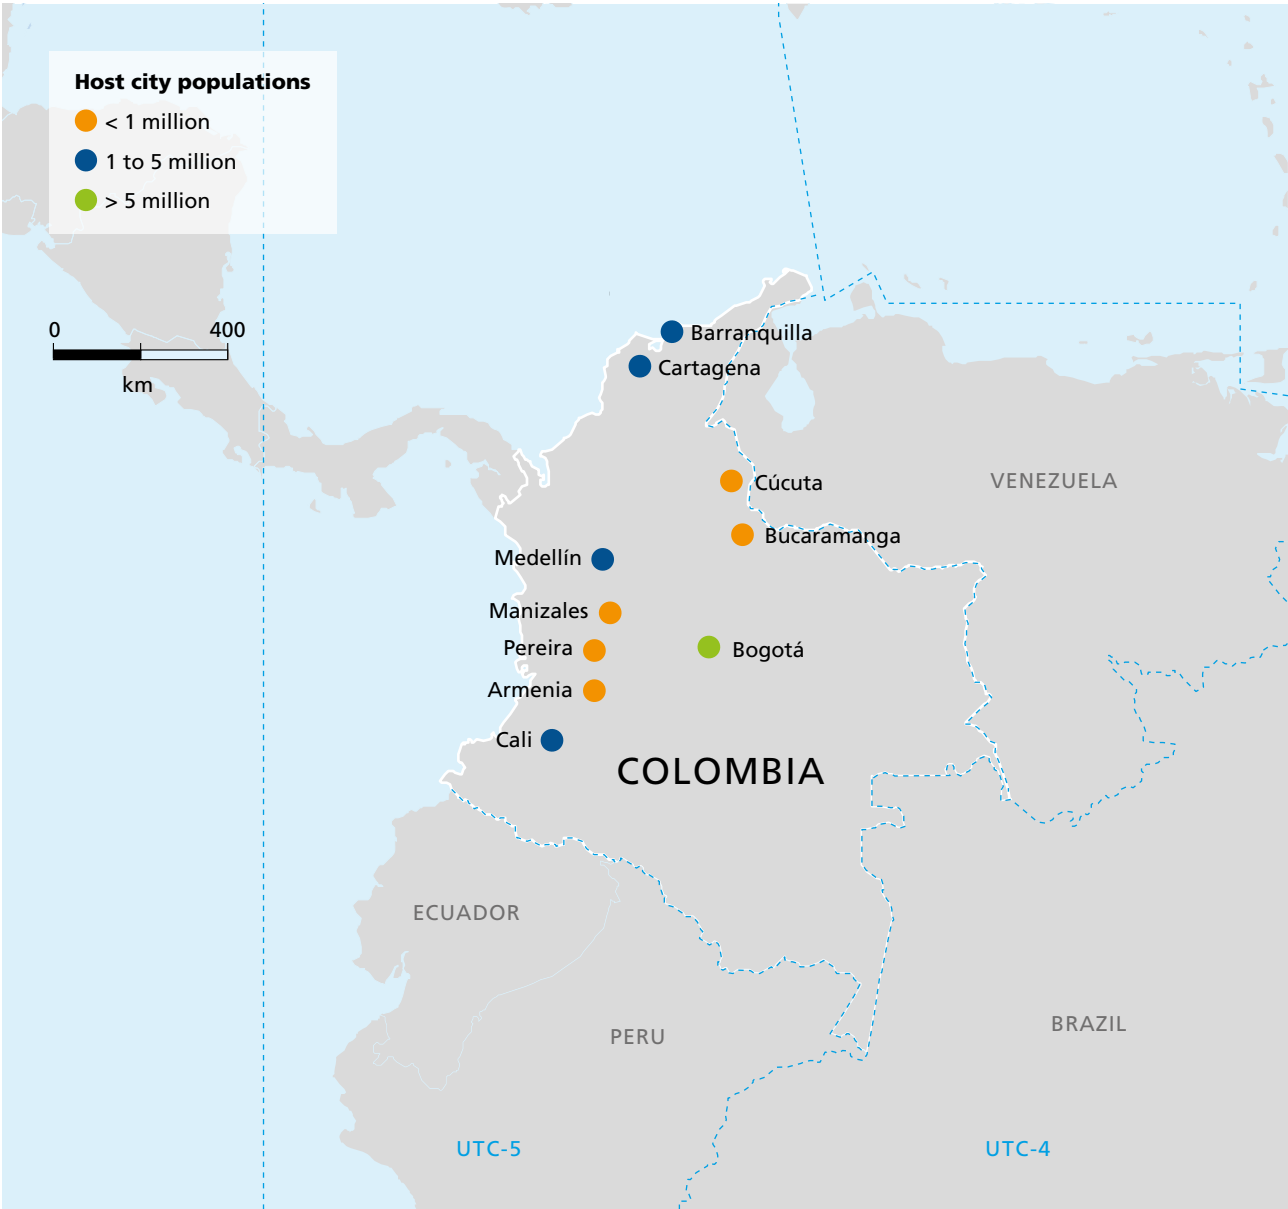 Host city populations
< 1 million
1 to 5 million
> 5 million
0 400
km
Barranquilla
Cartagena
Cúcuta
VENEZUELA
Bucaramanga
Medellín
Manizales
Pereira
Bogotá
Armenia
Cali
COLOMBIA
ECUADOR
PERU
BRAZIL
UTC-5
UTC-4